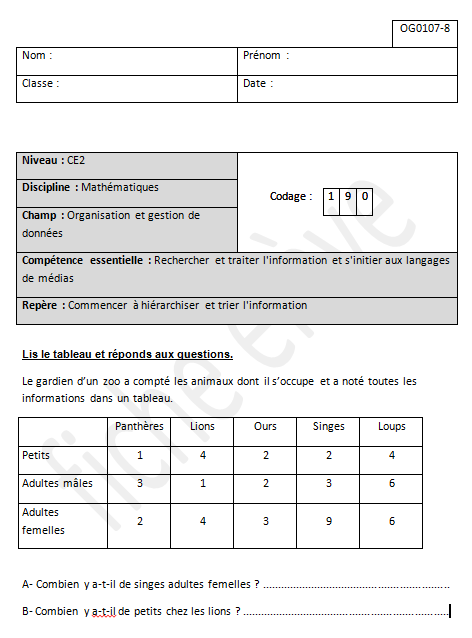 OG0107-8
Nom : Prénom :
Classe : Date :
Niveau : CE2
Discipline : Mathématiques
Codage : 1 9 0
Champ : Organisation et gestion de
données
Compétence essentielle : Rechercher et traiter l'information et s'initier aux langages
de médias
Repère : Commencer à hiérarchiser et trier l'information
fiche élève
Lis le tableau et réponds aux questions.
Le gardien d'un zoo a compté les animaux dont il s'occupe et a noté toutes les
informations dans un tableau.
Panthères Lions Ours Singes Loups
Petits 1 4 2 2 4
Adultes mâles 3 1 2 3 6
Adultes
femelles 2 4 3 9 6
A- Combien y a-t-il de singes adultes femelles ? ................................................................
B- Combien y a-t-il de petits chez les lions ? ......................................................................